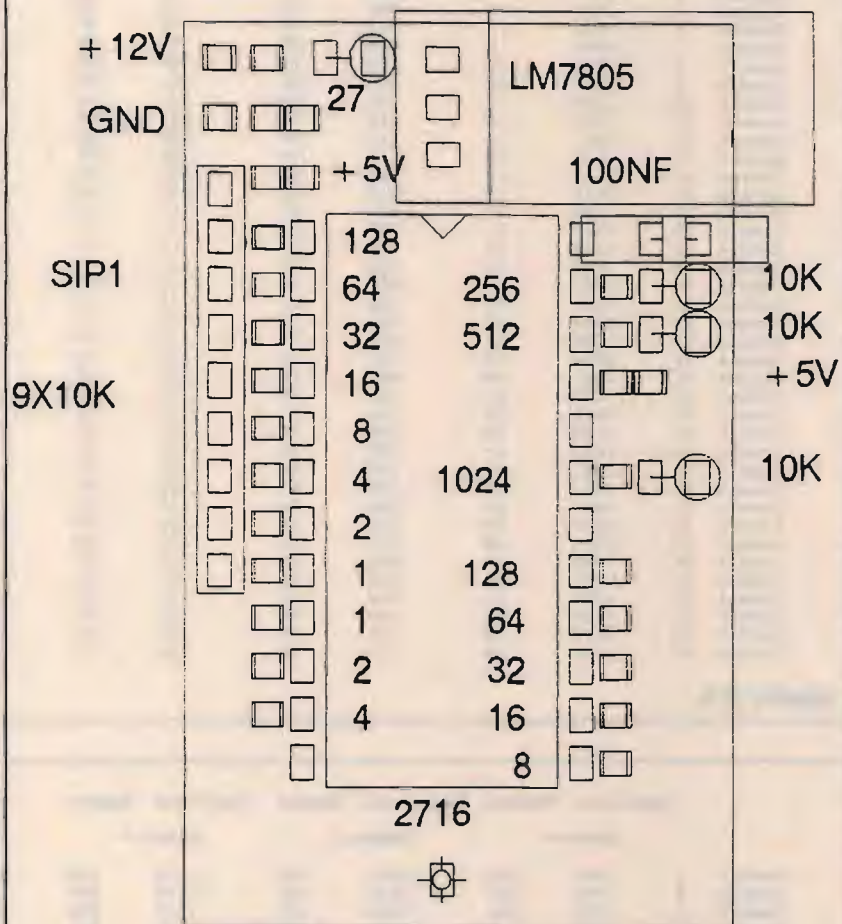 + 12V
LM7805
27
GND
+ 5V
100NF
128
SIP1
64 256 10K
32 512 10K
9X10K
16 + 5V
8
4 1024 10K
2
1 128
1 64
2 32
4 16
8
2716